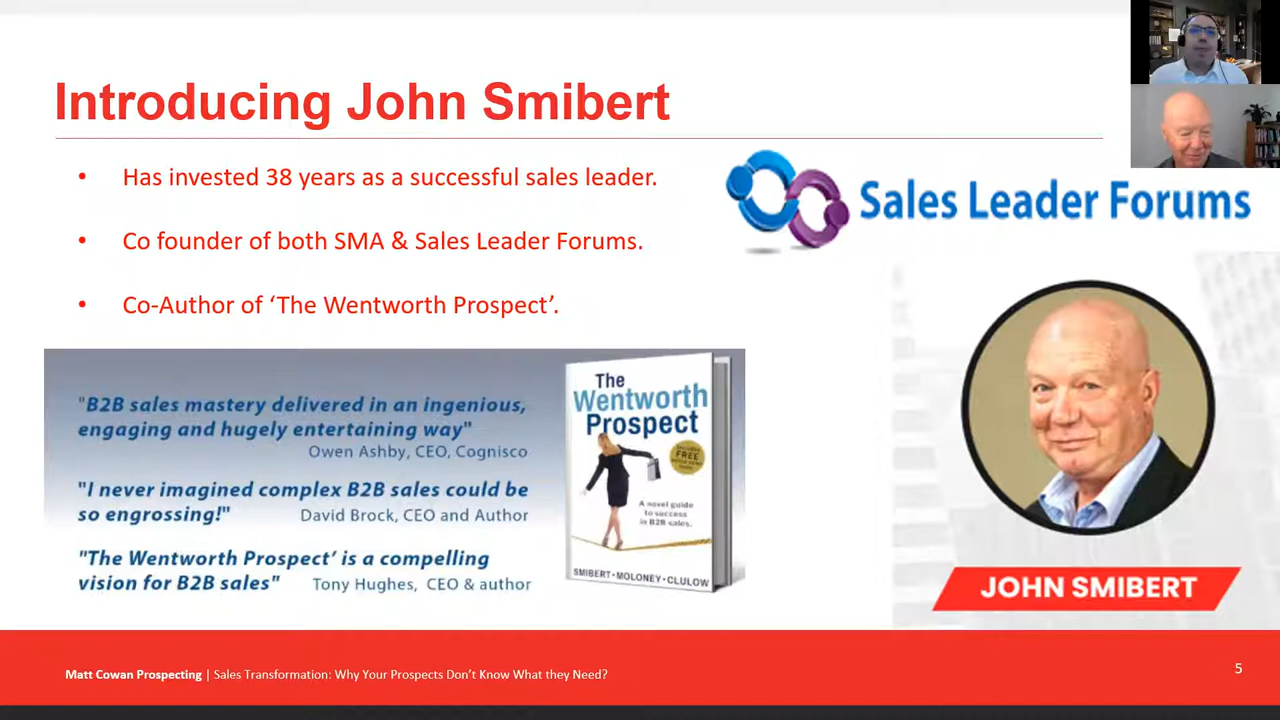 Introducing John Smibert
• Has invested 38 years as a successful sales leader.
• Co founder of both SMA & Sales Leader Forums.
• Co-Author of ‘The Wentworth Prospect’.
Sales Leader Forums
"B2B sales mastery delivered in an ingenious,
engaging and hugely entertaining way"
Owen Ashby, CEO, Cognisco
"I never imagined complex B2B sales could be
so engrossing!" David Brock, CEO and Author
"The Wentworth Prospect’ is a compelling
vision for B2B sales" Tony Hughes, CEO & author
The
Wentworth
Prospect
FREE
A novel guide
to success
in B2B sales.
SMIBERT • MOLONEY • CLULOW
JOHN SMIBERT
Matt Cowan Prospecting | Sales Transformation: Why Your Prospects Don’t Know What they Need?
5